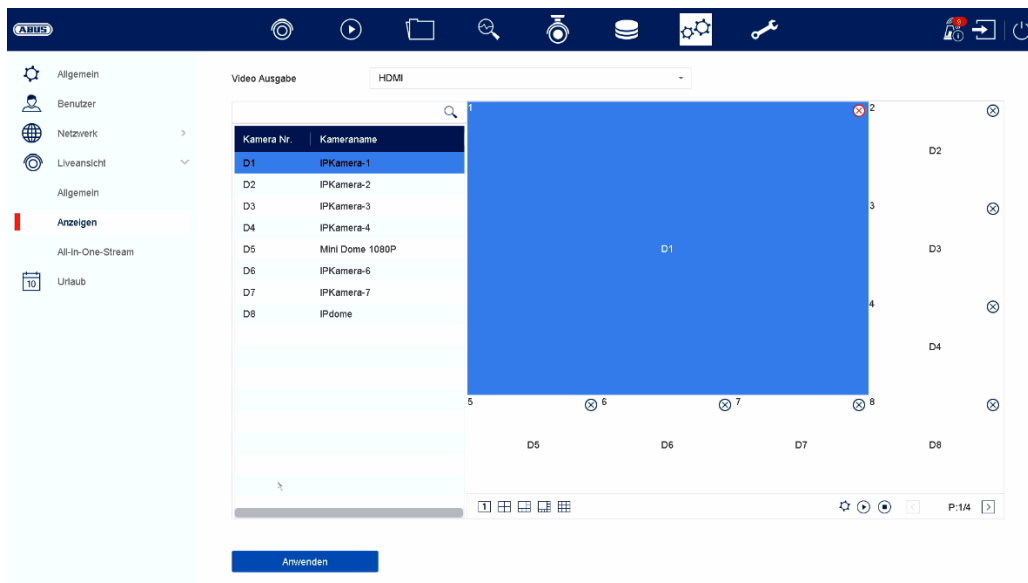 ABUS
0
Allgemein
Benutzer
Netzwerk
Liveansicht
Allgemein
Anzeigen
All-In-One-Stream
10
Urlaub
Video Ausgabe
HDMI
Kamera Nr.
Kameraname
D1
IPKamera-1
D2
IPKamera-2
D3
IPKamera-3
D4
IPKamera-4
D5
Mini Dome 1080P
D6
IPKamera-6
D7
IPKamera-7
D8
IPdome
1
D1
2
D2
3
D3
4
D4
5
D5
6
D6
7
D7
8
D8
1
P:1/4
Anwenden